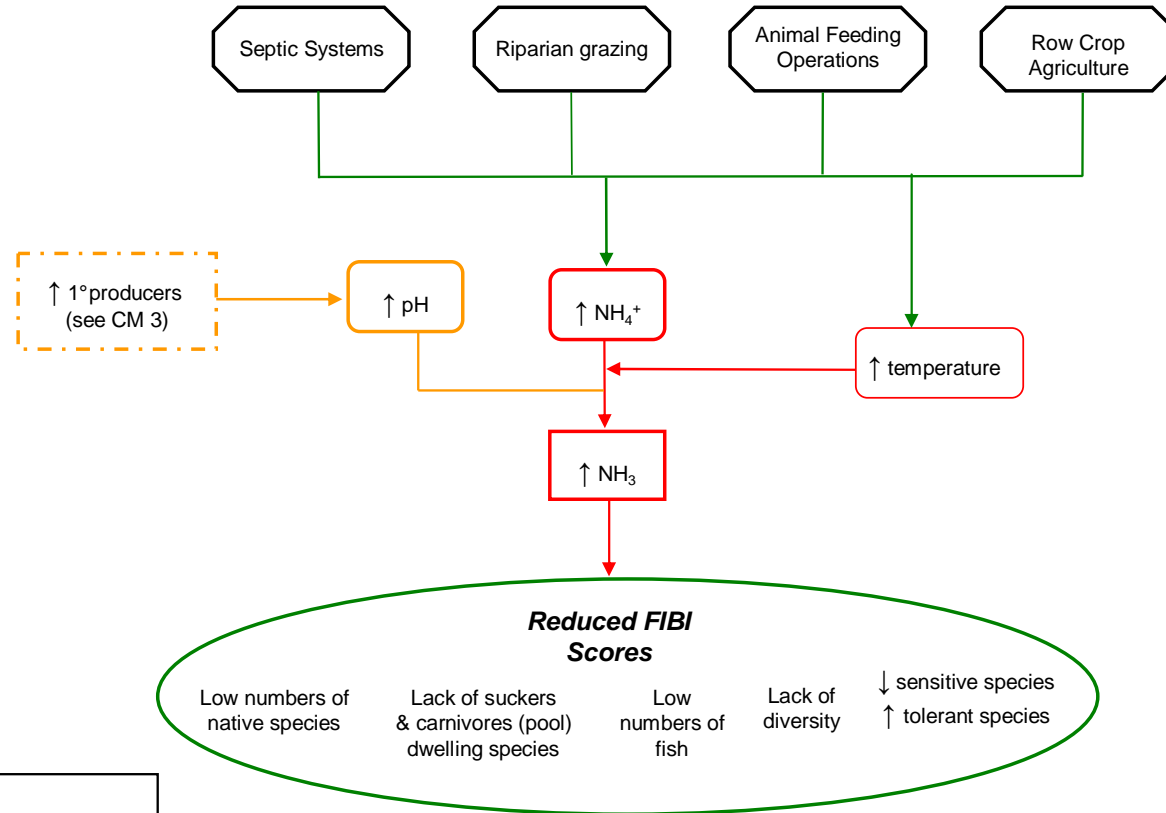 Septic Systems
Riparian grazing
Animal Feeding
Operations
Row Crop
Agriculture
↑ 1°producers
(see CM 3)
↑ pH
↑ NH₄⁺
↑ temperature
↑ NH₃
Reduced FIBI
Scores
Low numbers of
native species
Lack of suckers
& carnivores (pool)
dwelling species
Low
numbers of
fish
Lack of
diversity
↓ sensitive species
↑ tolerant species